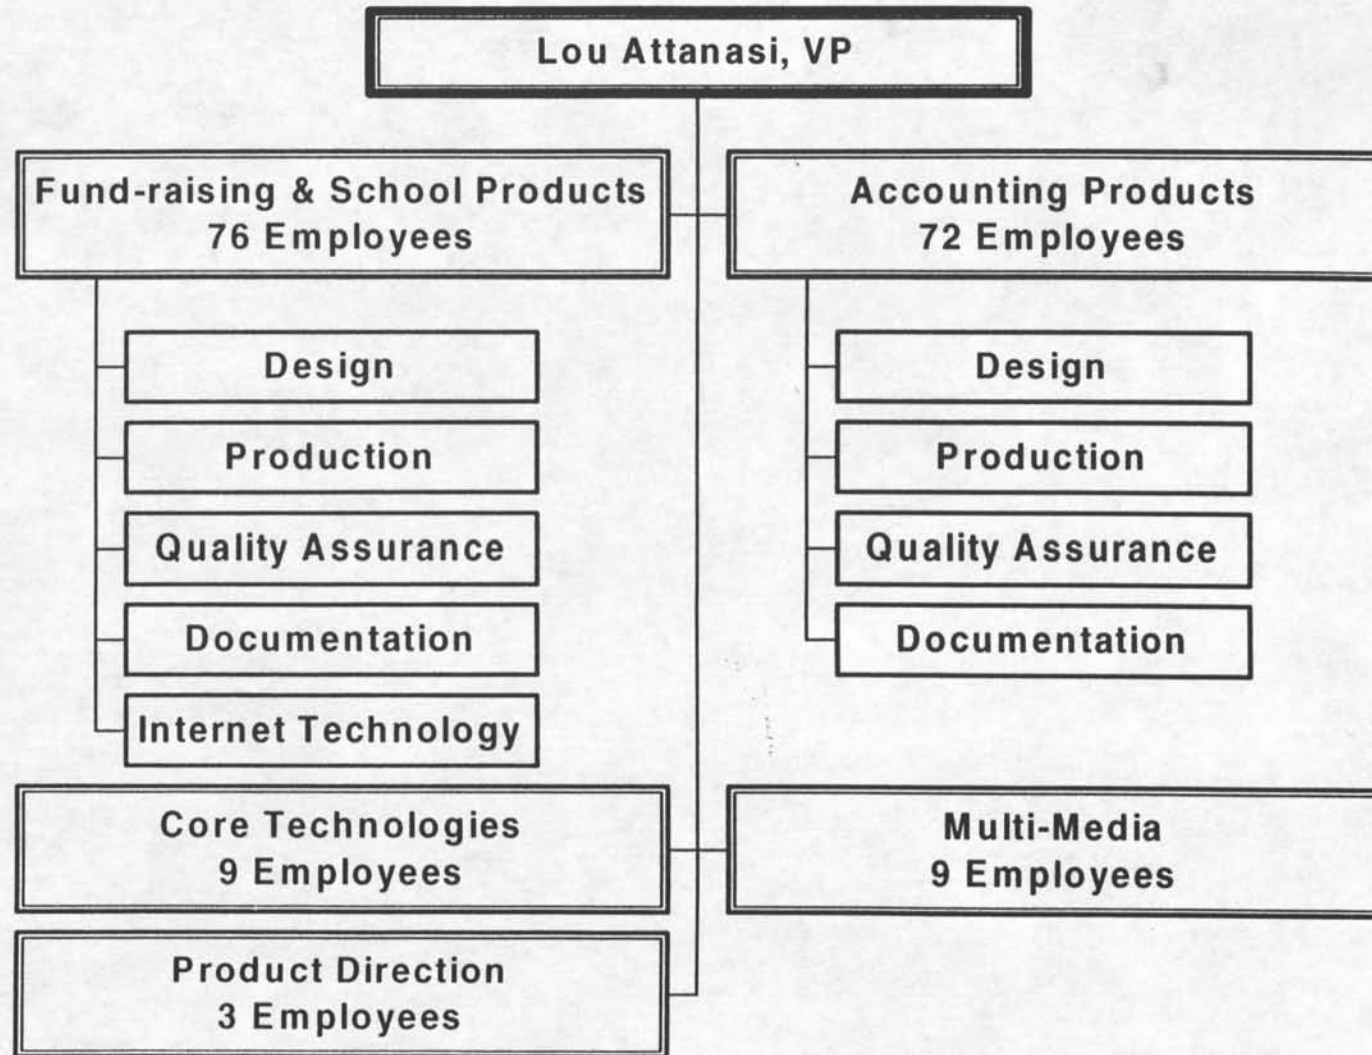 Lou Attanasi, VP
Fund-raising & School Products
76 Employees
Accounting Products
72 Employees
Design
Production
Quality Assurance
Documentation
Internet Technology
Design
Production
Quality Assurance
Documentation
Core Technologies
9 Employees
Multi-Media
9 Employees
Product Direction
3 Employees